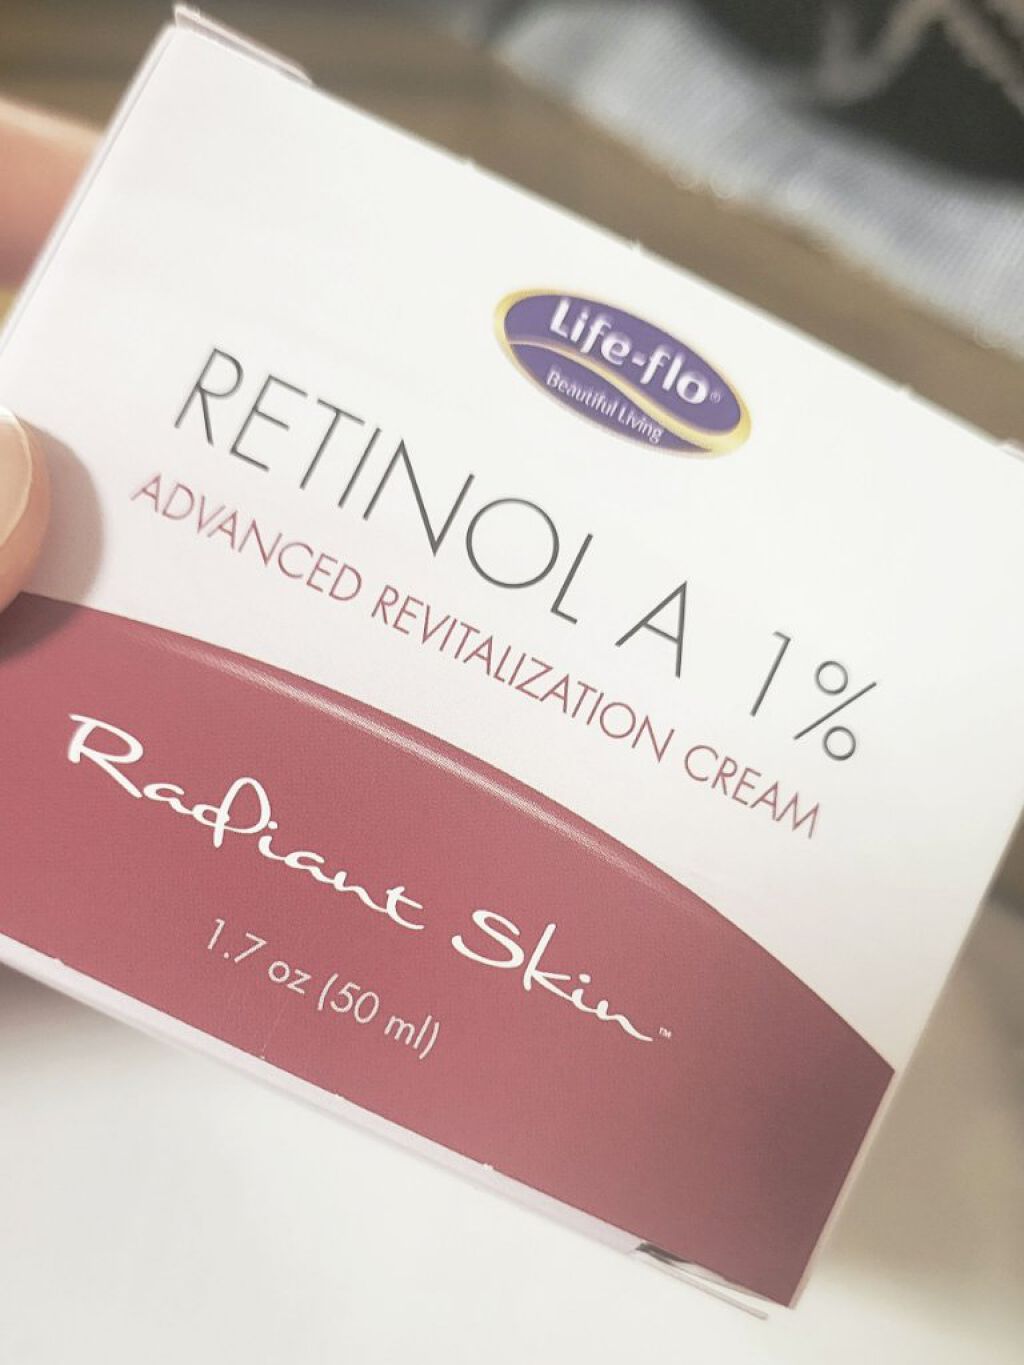 Life-flo®
Beautiful Living
RETINOL A 1%
ADVANCED REVITALIZATION CREAM
Radiant Skin™
1.7 oz (50 ml)